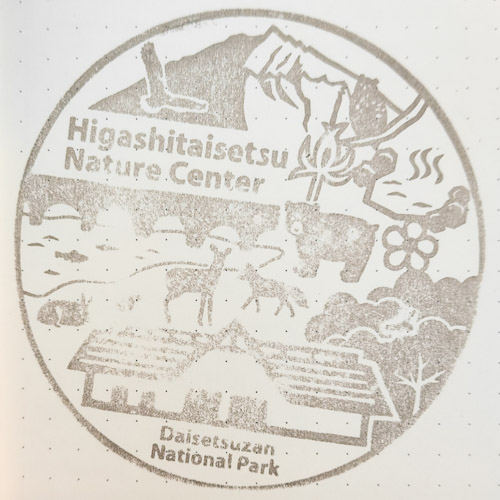 Higashitaisetsu
Nature Center
Daisetsuzan
National Park